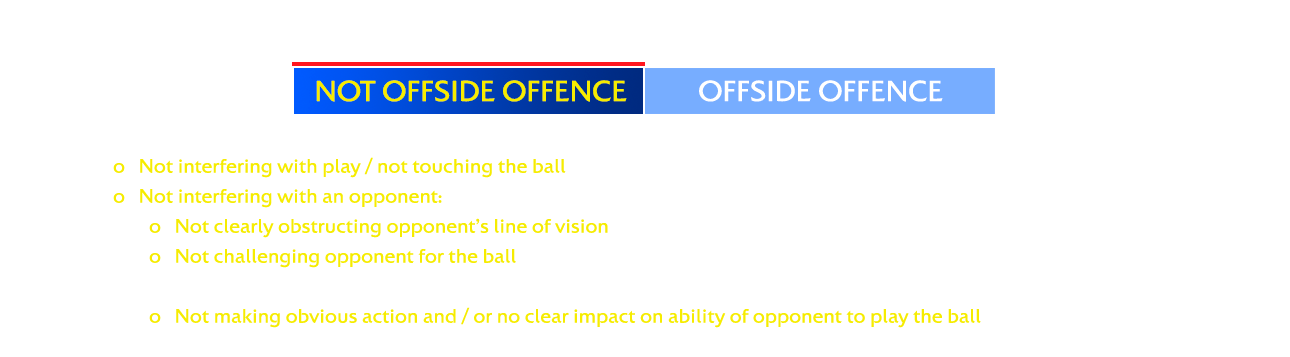 NOT OFFSIDE OFFENCE OFFSIDE OFFENCE
o Not interfering with play / not touching the ball
o Not interfering with an opponent:
o Not clearly obstructing opponent’s line of vision
o Not challenging opponent for the ball
o Not making obvious action and / or no clear impact on ability of opponent to play the ball